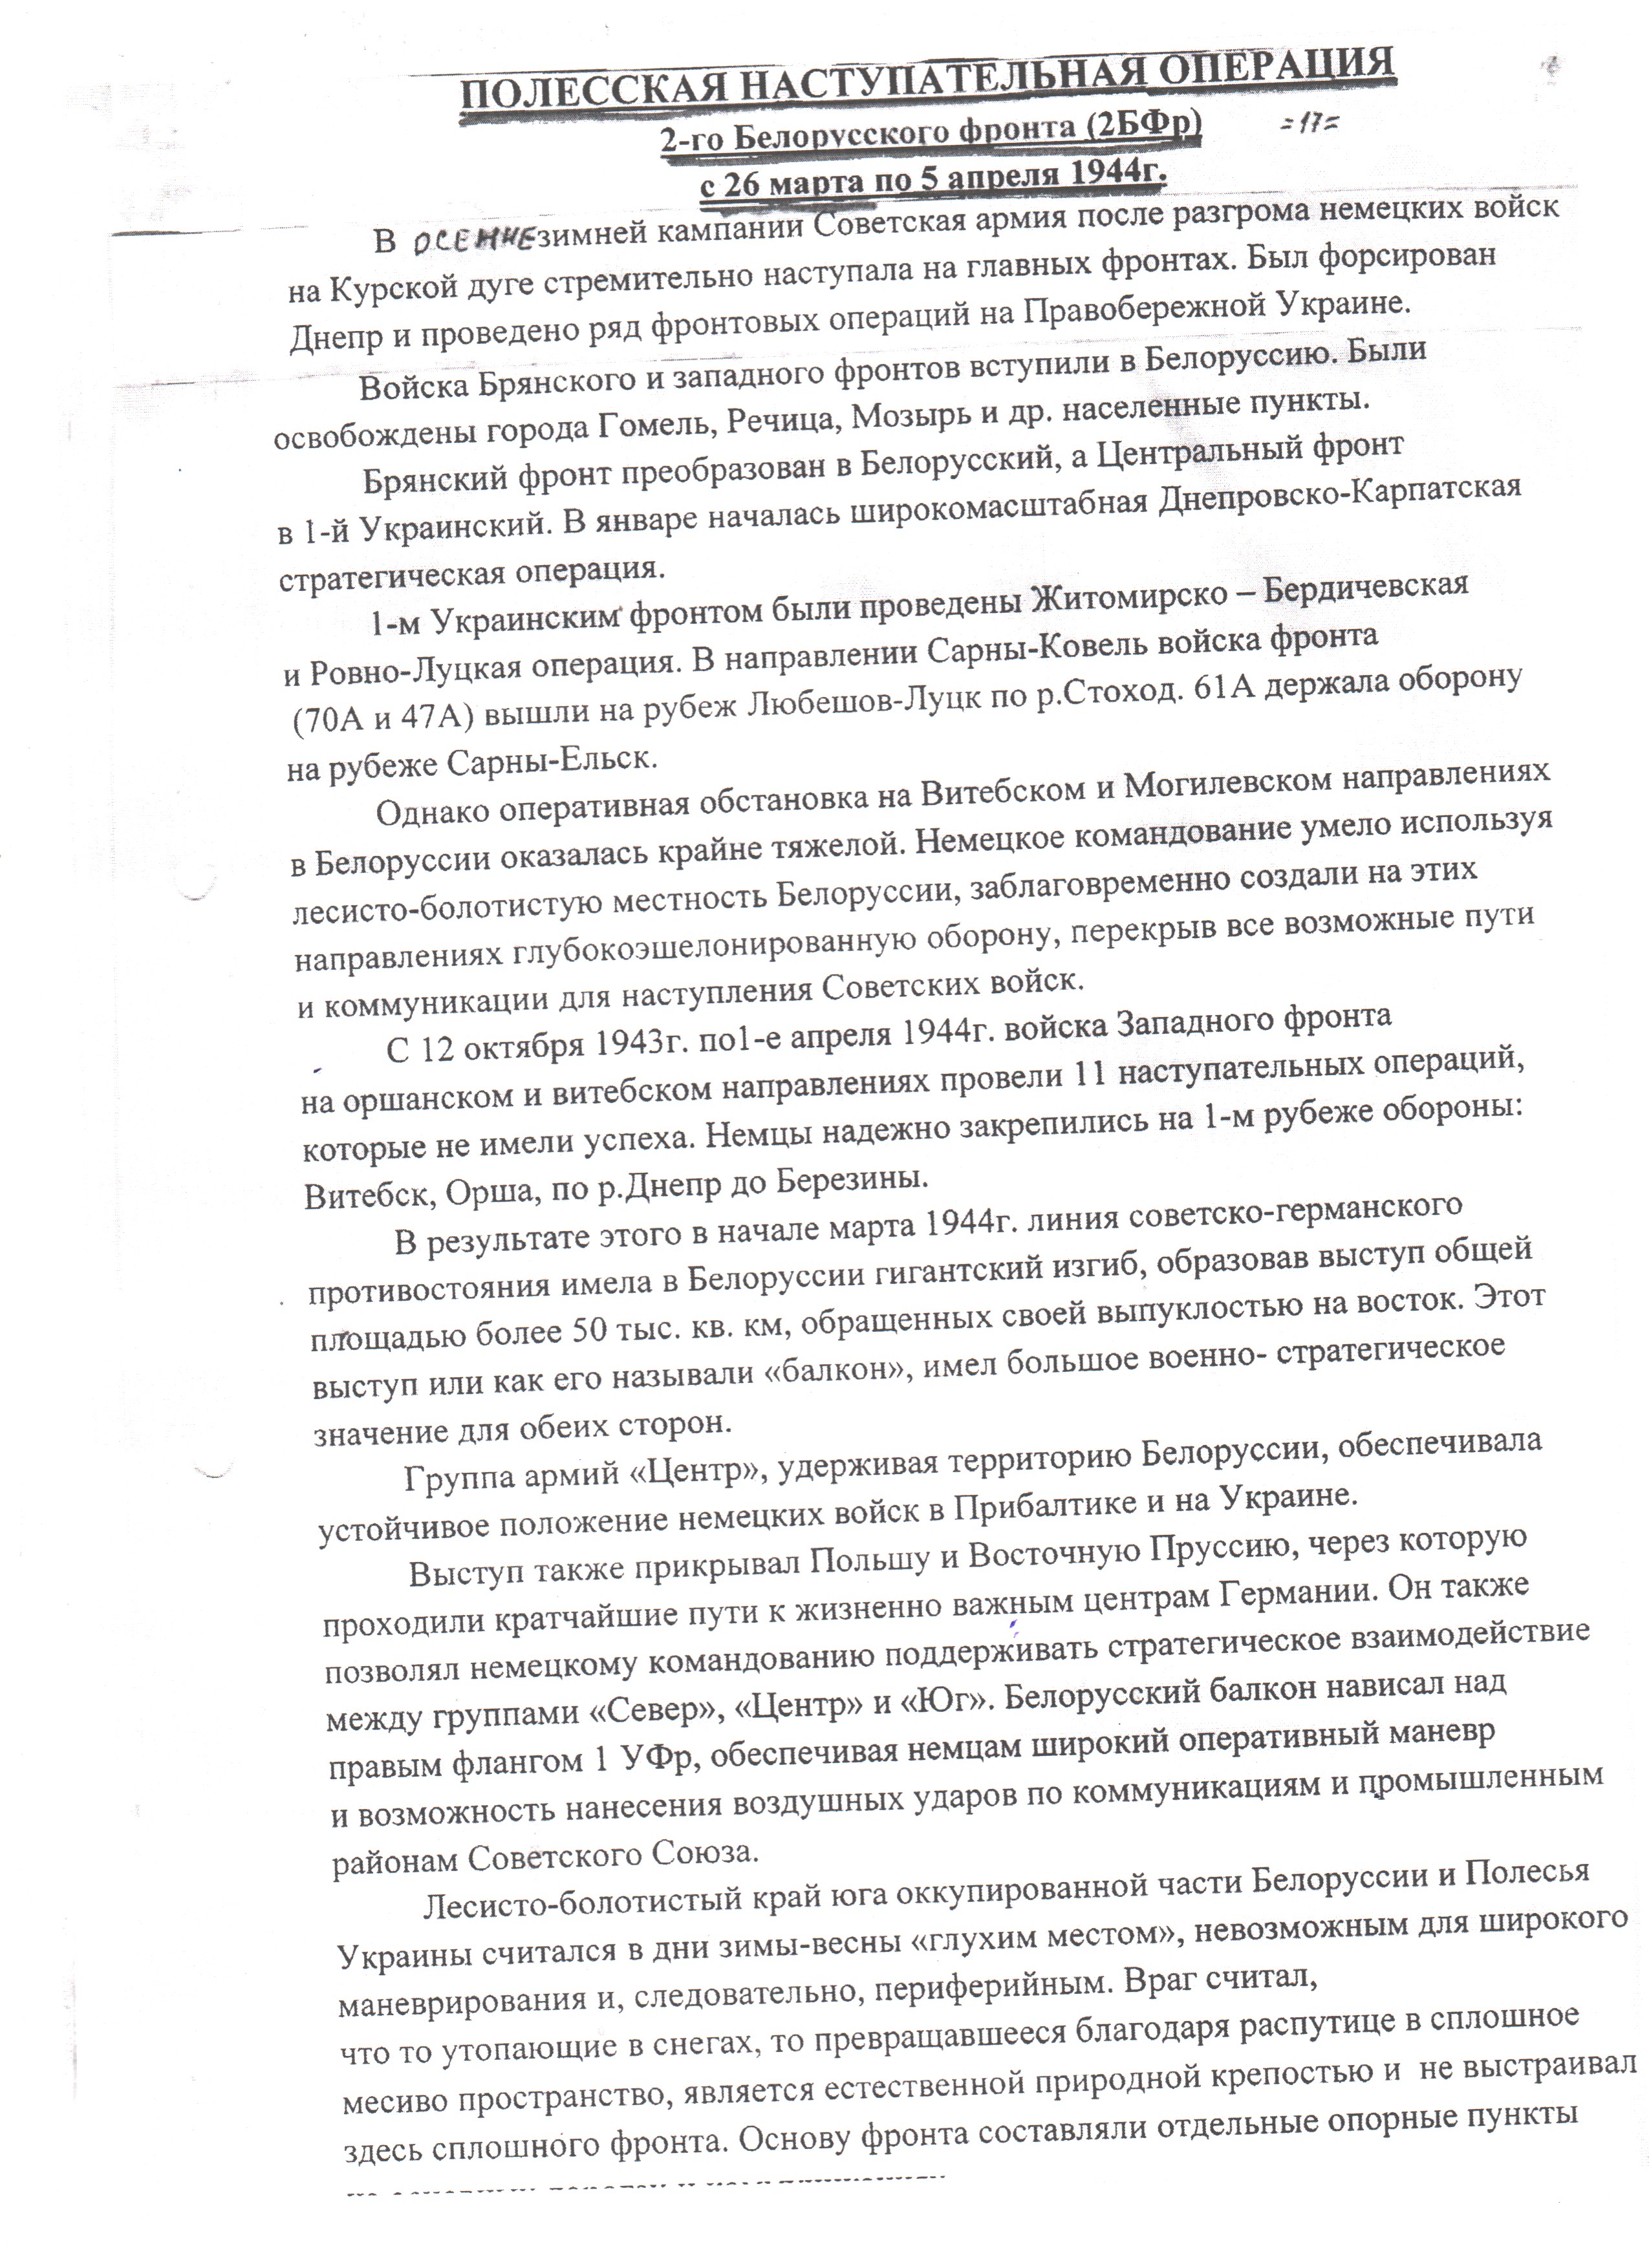 ПОЛЕССКАЯ НАСТУПАТЕЛЬНАЯ ОПЕРАЦИЯ
2-го Белорусского фронта (2БФр) =17=
с 26 марта по 5 апреля 1944г.
В осеннезимней кампании Советская армия после разгрома немецких войск
на Курской дуге стремительно наступала на главных фронтах. Был форсирован
Днепр и проведено ряд фронтовых операций на Правобережной Украине.
Войска Брянского и западного фронтов вступили в Белоруссию. Были
освобождены города Гомель, Речица, Мозырь и др. населенные пункты.
Брянский фронт преобразован в Белорусский, а Центральный фронт
в 1-й Украинский. В январе началась широкомасштабная Днепровско-Карпатская
стратегическая операция.
1-м Украинским фронтом были проведены Житомирско – Бердичевская
и Ровно-Луцкая операция. В направлении Сарны-Ковель войска фронта
(70А и 47А) вышли на рубеж Любешов-Луцк по р.Стоход. 61А держала оборону
на рубеже Сарны-Ельск.
Однако оперативная обстановка на Витебском и Могилевском направлениях
в Белоруссии оказалась крайне тяжелой. Немецкое командование умело используя
лесисто-болотистую местность Белоруссии, заблаговременно создали на этих
направлениях глубокоэшелонированную оборону, перекрыв все возможные пути
и коммуникации для наступления Советских войск.
С 12 октября 1943г. по1-е апреля 1944г. войска Западного фронта
на оршанском и витебском направлениях провели 11 наступательных операций,
которые не имели успеха. Немцы надежно закрепились на 1-м рубеже обороны:
Витебск, Орша, по р.Днепр до Березины.
В результате этого в начале марта 1944г. линия советско-германского
противостояния имела в Белоруссии гигантский изгиб, образовав выступ общей
площадью более 50 тыс. кв. км, обращенных своей выпуклостью на восток. Этот
выступ или как его называли «балкон», имел большое военно- стратегическое
значение для обеих сторон.
Группа армий «Центр», удерживая территорию Белоруссии, обеспечивала
устойчивое положение немецких войск в Прибалтике и на Украине.
Выступ также прикрывал Польшу и Восточную Пруссию, через которую
проходили кратчайшие пути к жизненно важным центрам Германии. Он также
позволял немецкому командованию поддерживать стратегическое взаимодействие
между группами «Север», «Центр» и «Юг». Белорусский балкон нависал над
правым флангом 1 УФр, обеспечивая немцам широкий оперативный маневр
и возможность нанесения воздушных ударов по коммуникациям и промышленным
районам Советского Союза.
Лесисто-болотистый край юга оккупированной части Белоруссии и Полесья
Украины считался в дни зимы-весны «глухим местом», невозможным для широкого
маневрирования и, следовательно, периферийным. Враг считал,
что то утопающие в снегах, то превращавшееся благодаря распутице в сплошное
месиво пространство, является естественной природной крепостью и не выстраивал
здесь сплошного фронта. Основу фронта составляли отдельные опорные пункты